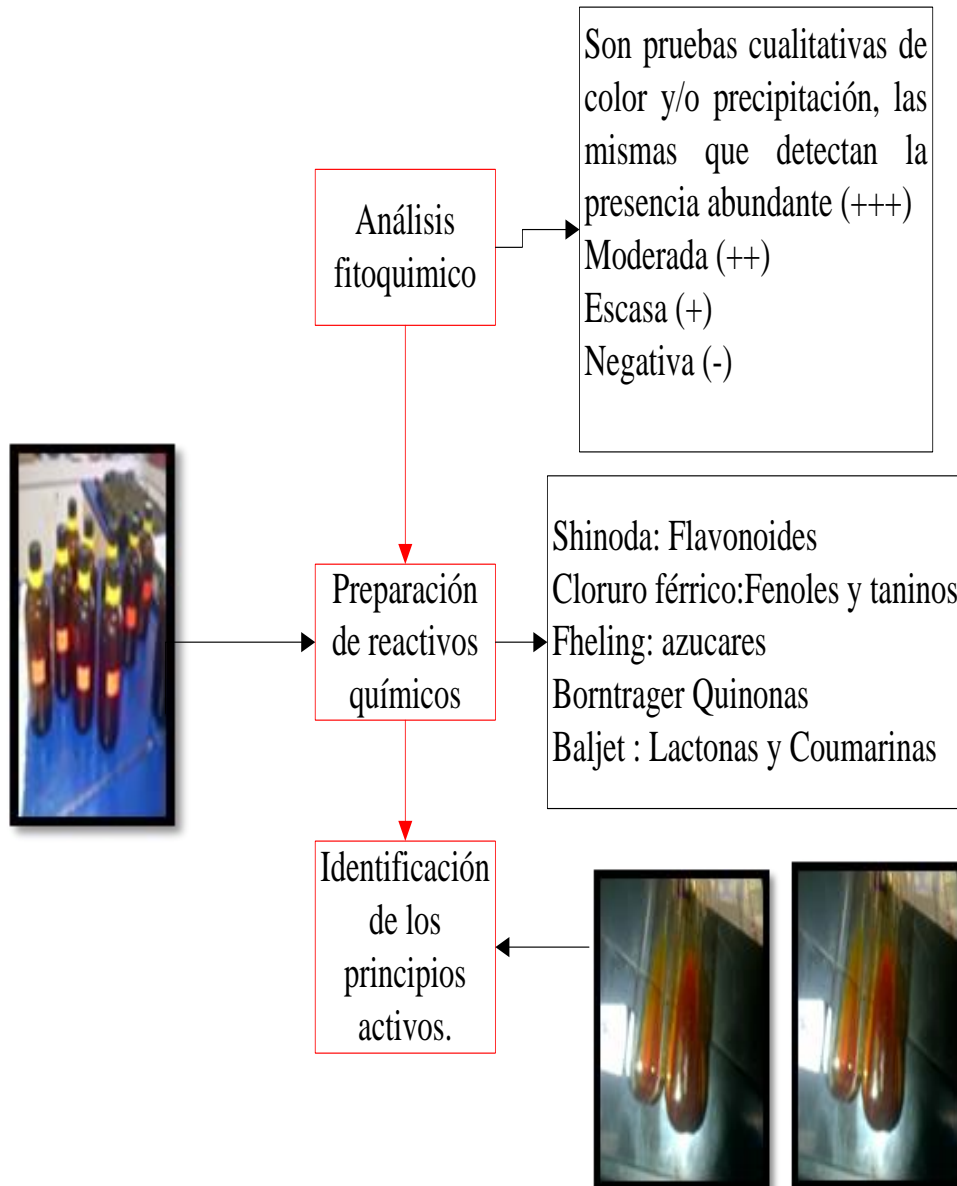 Son pruebas cualitativas de
color y/o precipitación, las
mismas que detectan la
presencia abundante (+++)
Moderada (++)
Escasa (+)
Negativa (-)
Análisis
fitoquimico
Preparación
de reactivos
químicos
Shinoda: Flavonoides
Cloruro férrico:Fenoles y taninos
Fheling: azucares
Borntrager Quinonas
Baljet : Lactonas y Coumarinas
Identificación
de los
principios
activos.